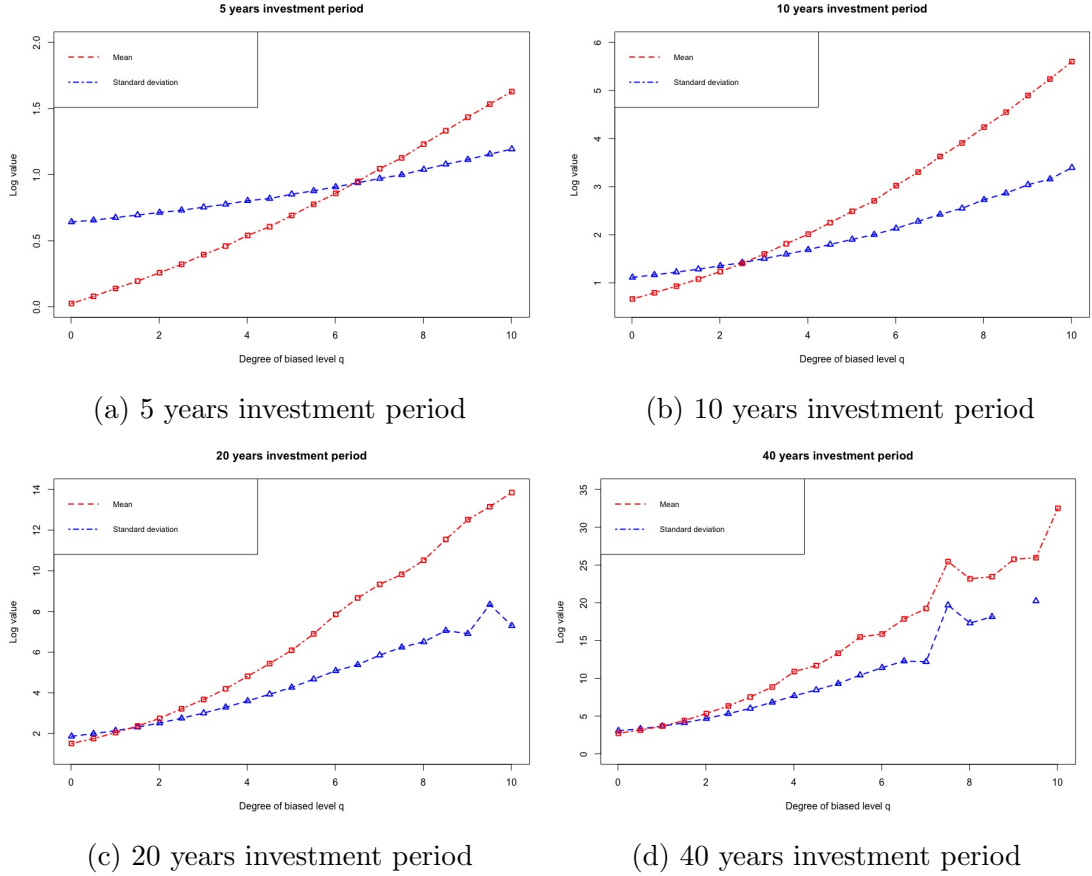 5 years investment period
2.0
1.5
1.0
0.5
0.0
Log value
Mean
Standard deviation
0 2 4 6 8 10
Degree of biased level q
(a) 5 years investment period
10 years investment period
6
5
4
3
2
1
Log value
Mean
Standard deviation
0 2 4 6 8 10
Degree of biased level q
(b) 10 years investment period
20 years investment period
14
12
10
8
6
4
2
Log value
Mean
Standard deviation
0 2 4 6 8 10
Degree of biased level q
(c) 20 years investment period
40 years investment period
35
30
25
20
15
10
5
0
Log value
Mean
Standard deviation
0 2 4 6 8 10
Degree of biased level q
(d) 40 years investment period